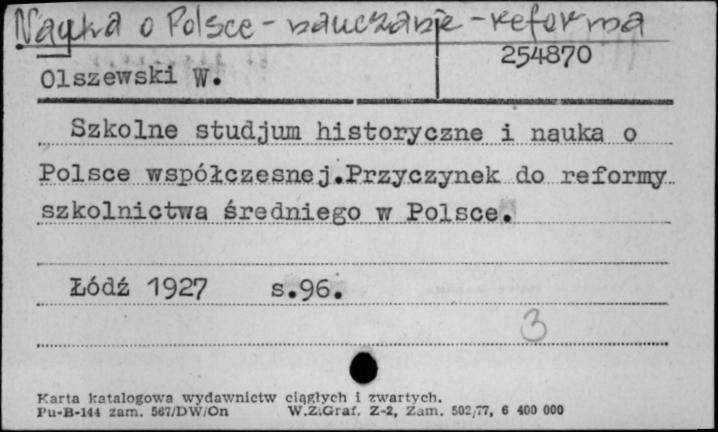 Nauka o Polsce - nauczanie - reforma
254870
Olszewski W.
Szkolne studjum historyczne i nauka o
Polsce współczesnej.Przyczynek do reformy
szkolnictwa średniego w Polsce.
Łódź 1927 s.96.
3
Karta katalogowa wydawnictw ciągłych i zwartych.
Pu-B-144 zam. 567/DW/On W.Z.Graf. Z-2, Zam. 502/77, 6 400 000